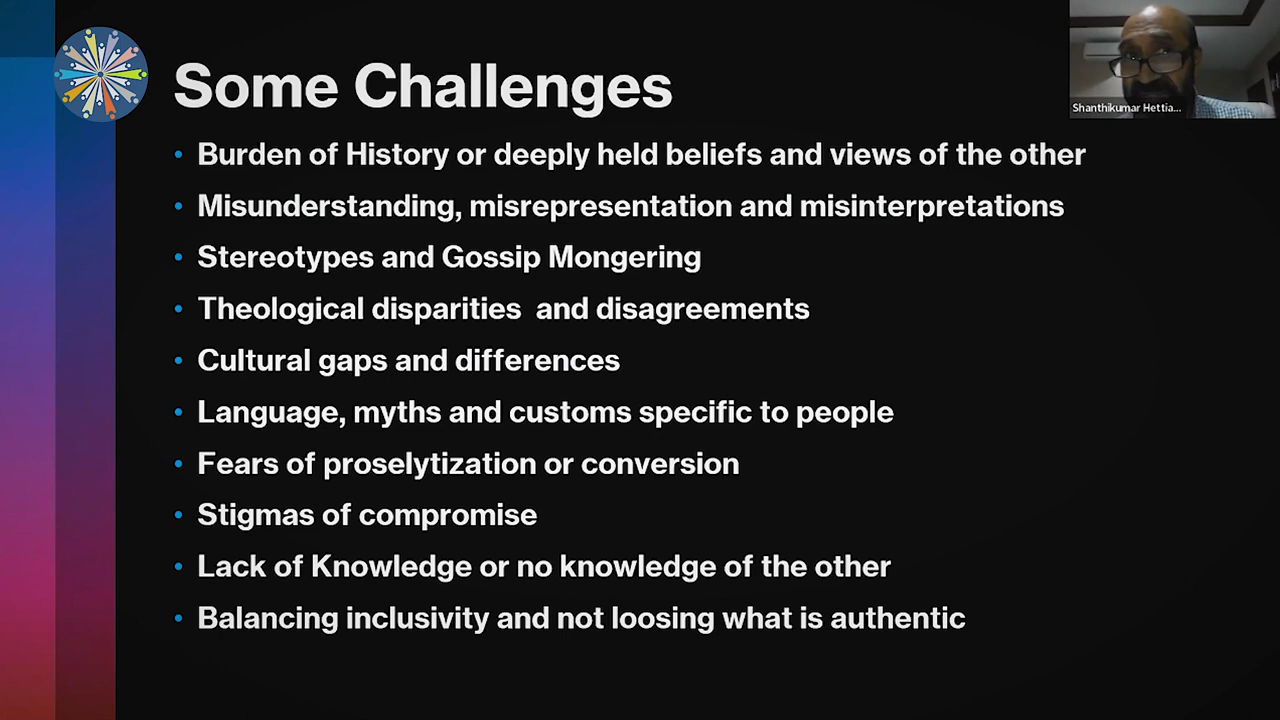 Some Challenges
Shanthikumar Hettia...
• Burden of History or deeply held beliefs and views of the other
• Misunderstanding, misrepresentation and misinterpretations
• Stereotypes and Gossip Mongering
• Theological disparities  and disagreements
• Cultural gaps and differences
• Language, myths and customs specific to people
• Fears of proselytization or conversion
• Stigmas of compromise
• Lack of Knowledge or no knowledge of the other
• Balancing inclusivity and not loosing what is authentic